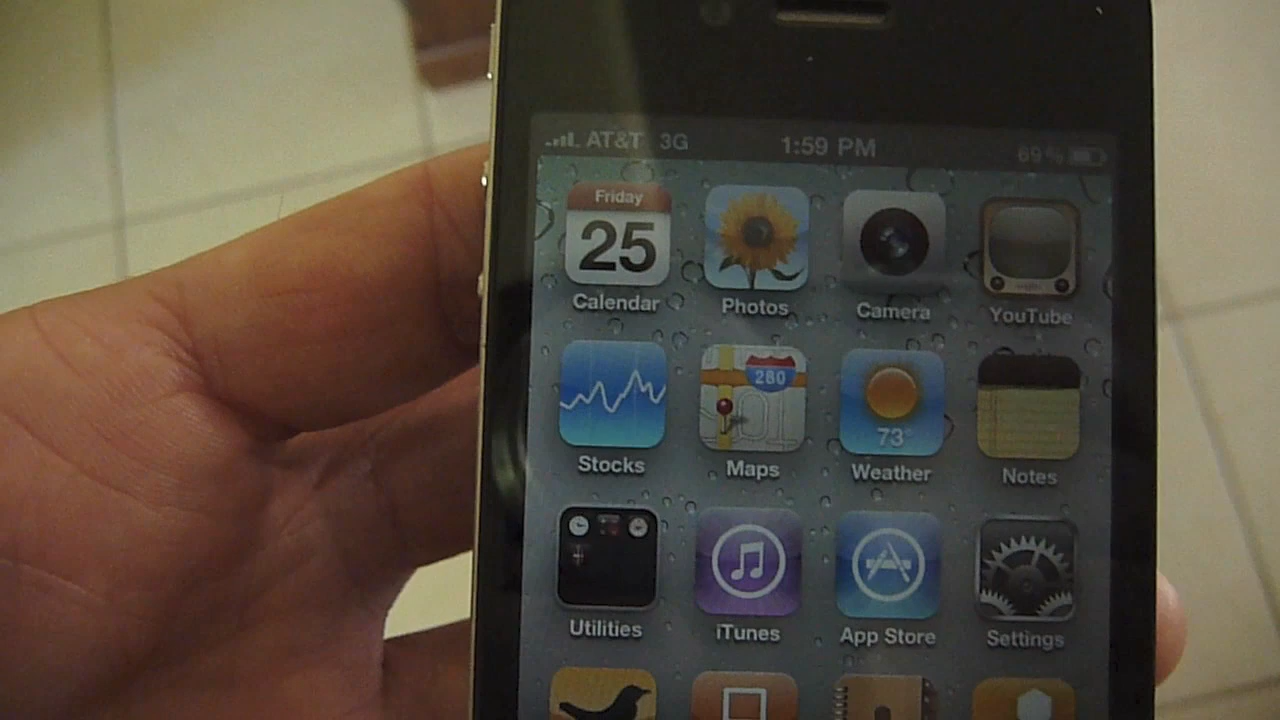 AT&T 3G 1:59 PM 69%
Friday
25
Calendar Photos Camera YouTube
280
73°
Stocks Maps Weather Notes
Utilities iTunes App Store Settings